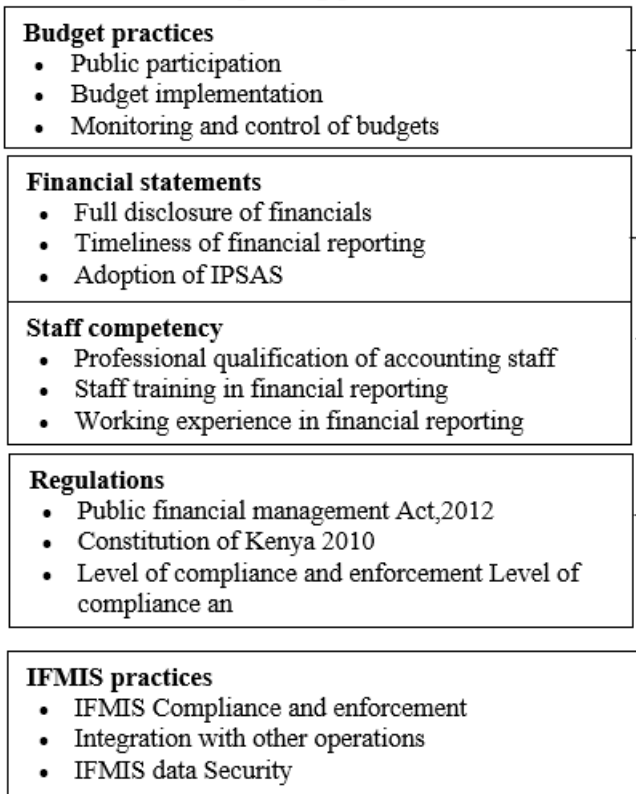 Budget practices
• Public participation
• Budget implementation
• Monitoring and control of budgets
Financial statements
• Full disclosure of financials
• Timeliness of financial reporting
• Adoption of IPSAS
Staff competency
• Professional qualification of accounting staff
• Staff training in financial reporting
• Working experience in financial reporting
Regulations
• Public financial management Act,2012
• Constitution of Kenya 2010
• Level of compliance and enforcement Level of
compliance an
IFMIS practices
• IFMIS Compliance and enforcement
• Integration with other operations
• IFMIS data Security